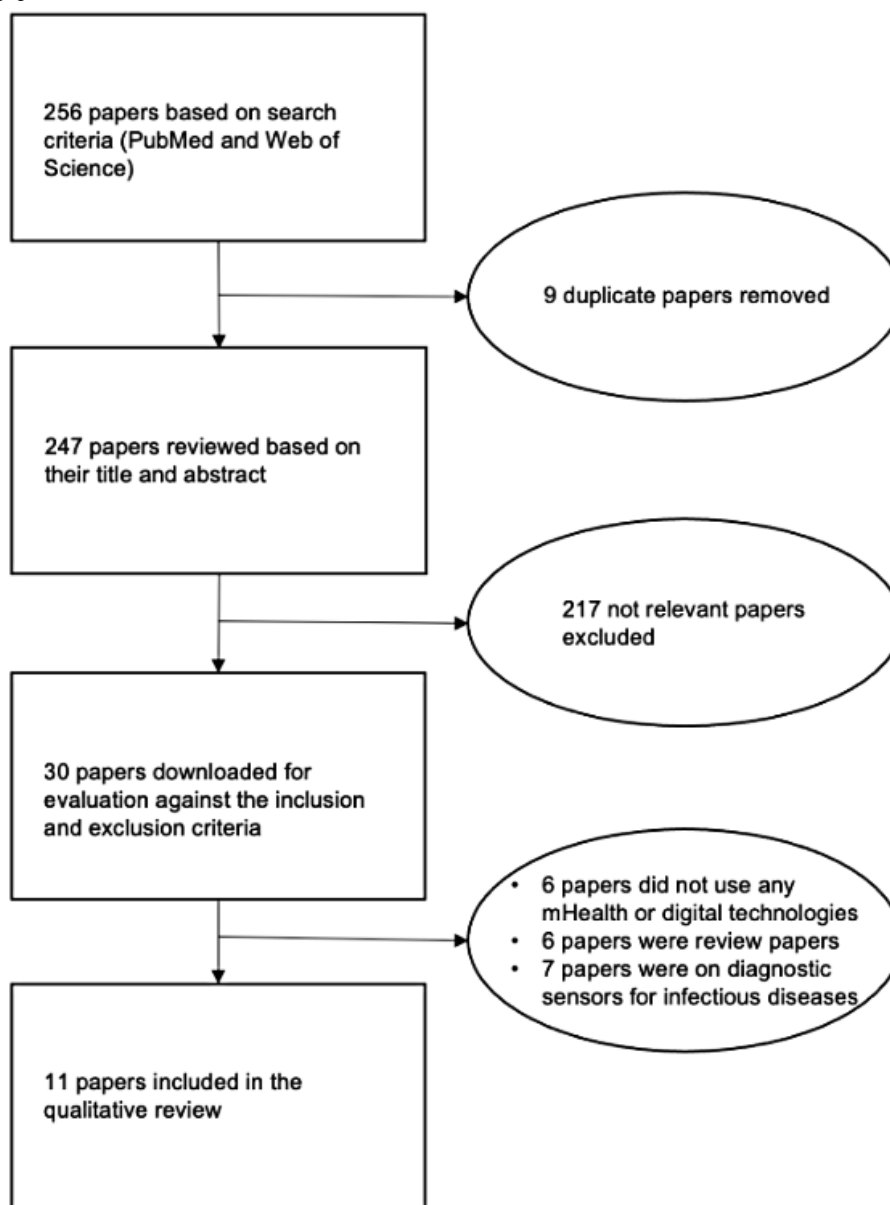 256 papers based on search
criteria (PubMed and Web of
Science)
9 duplicate papers removed
247 papers reviewed based on
their title and abstract
217 not relevant papers
excluded
30 papers downloaded for
evaluation against the inclusion
and exclusion criteria
• 6 papers did not use any
mHealth or digital technologies
• 6 papers were review papers
• 7 papers were on diagnostic
sensors for infectious diseases
11 papers included in the
qualitative review